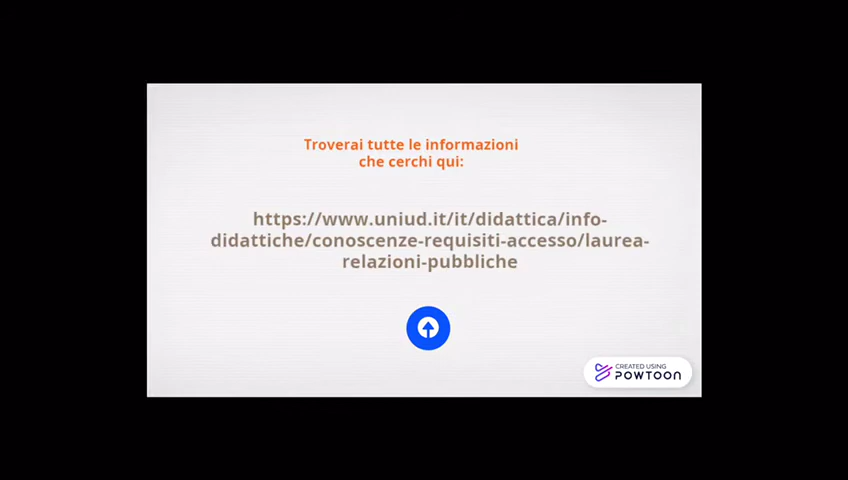 Troverai tutte le informazioni
che cerchi qui:
https://www.uniud.it/it/didattica/info-
didattiche/conoscenze-requisiti-accesso/laurea-
relazioni-pubbliche
CREATED USING
POWTOON